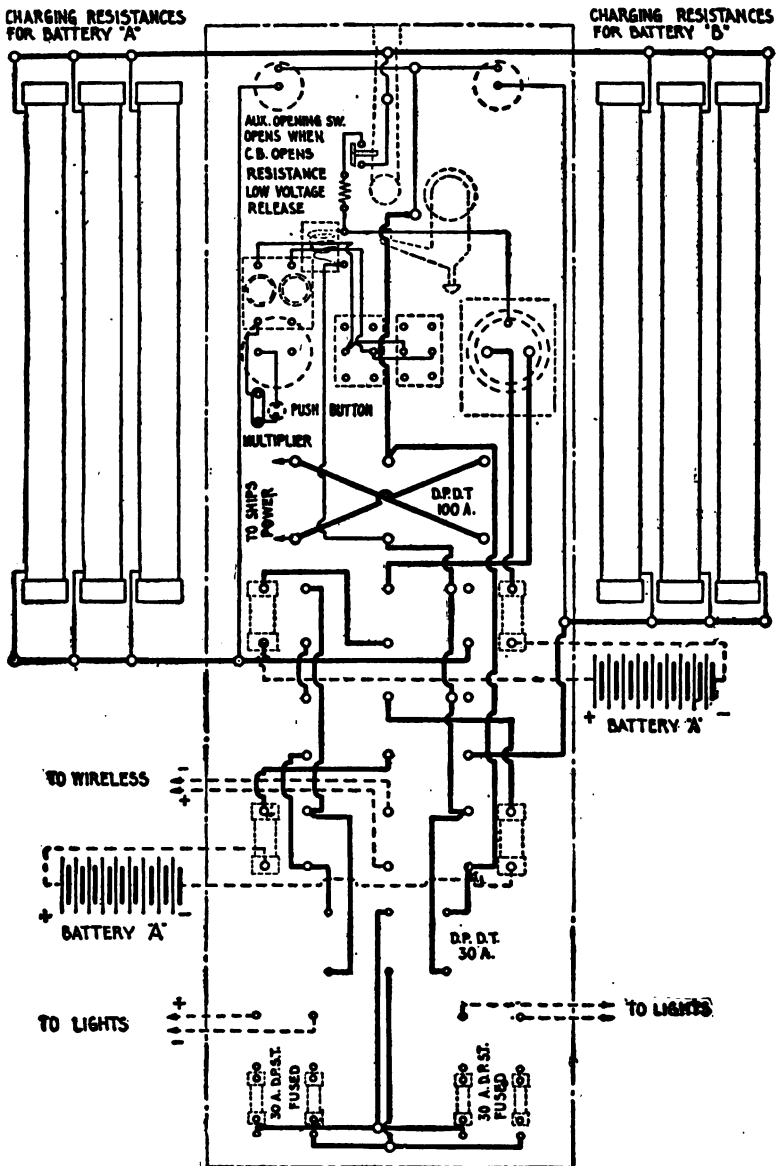 CHARGING RESISTANCES
FOR BATTERY "A"
CHARGING RESISTANCES
FOR BATTERY "B"
AUX. OPENING SW.
OPENS WHEN
C.B. OPENS
RESISTANCE
LOW VOLTAGE
RELEASE
PUSH BUTTON
MULTIPLIER
TO SHIPS
POWER
D.P.D.T
100 A.
+ -
BATTERY "A"
TO WIRELESS
-
+
+ -
BATTERY "A"
D.P.D.T.
30 A.
TO LIGHTS
+
-
TO LIGHTS
30 A. D.P.S.T.
FUSED
30 A. D.P.S.T.
FUSED